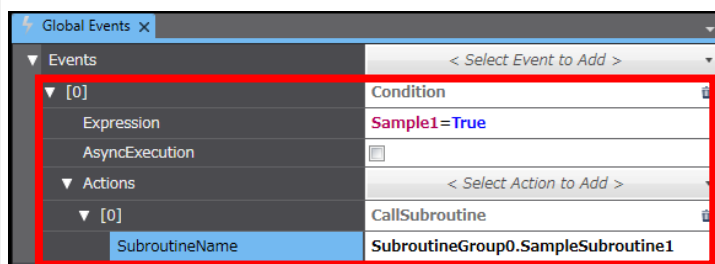 Global Events
Events < Select Event to Add >
[0] Condition
Expression Sample1=True
AsyncExecution
Actions < Select Action to Add >
[0] CallSubroutine
SubroutineName SubroutineGroup0.SampleSubroutine1